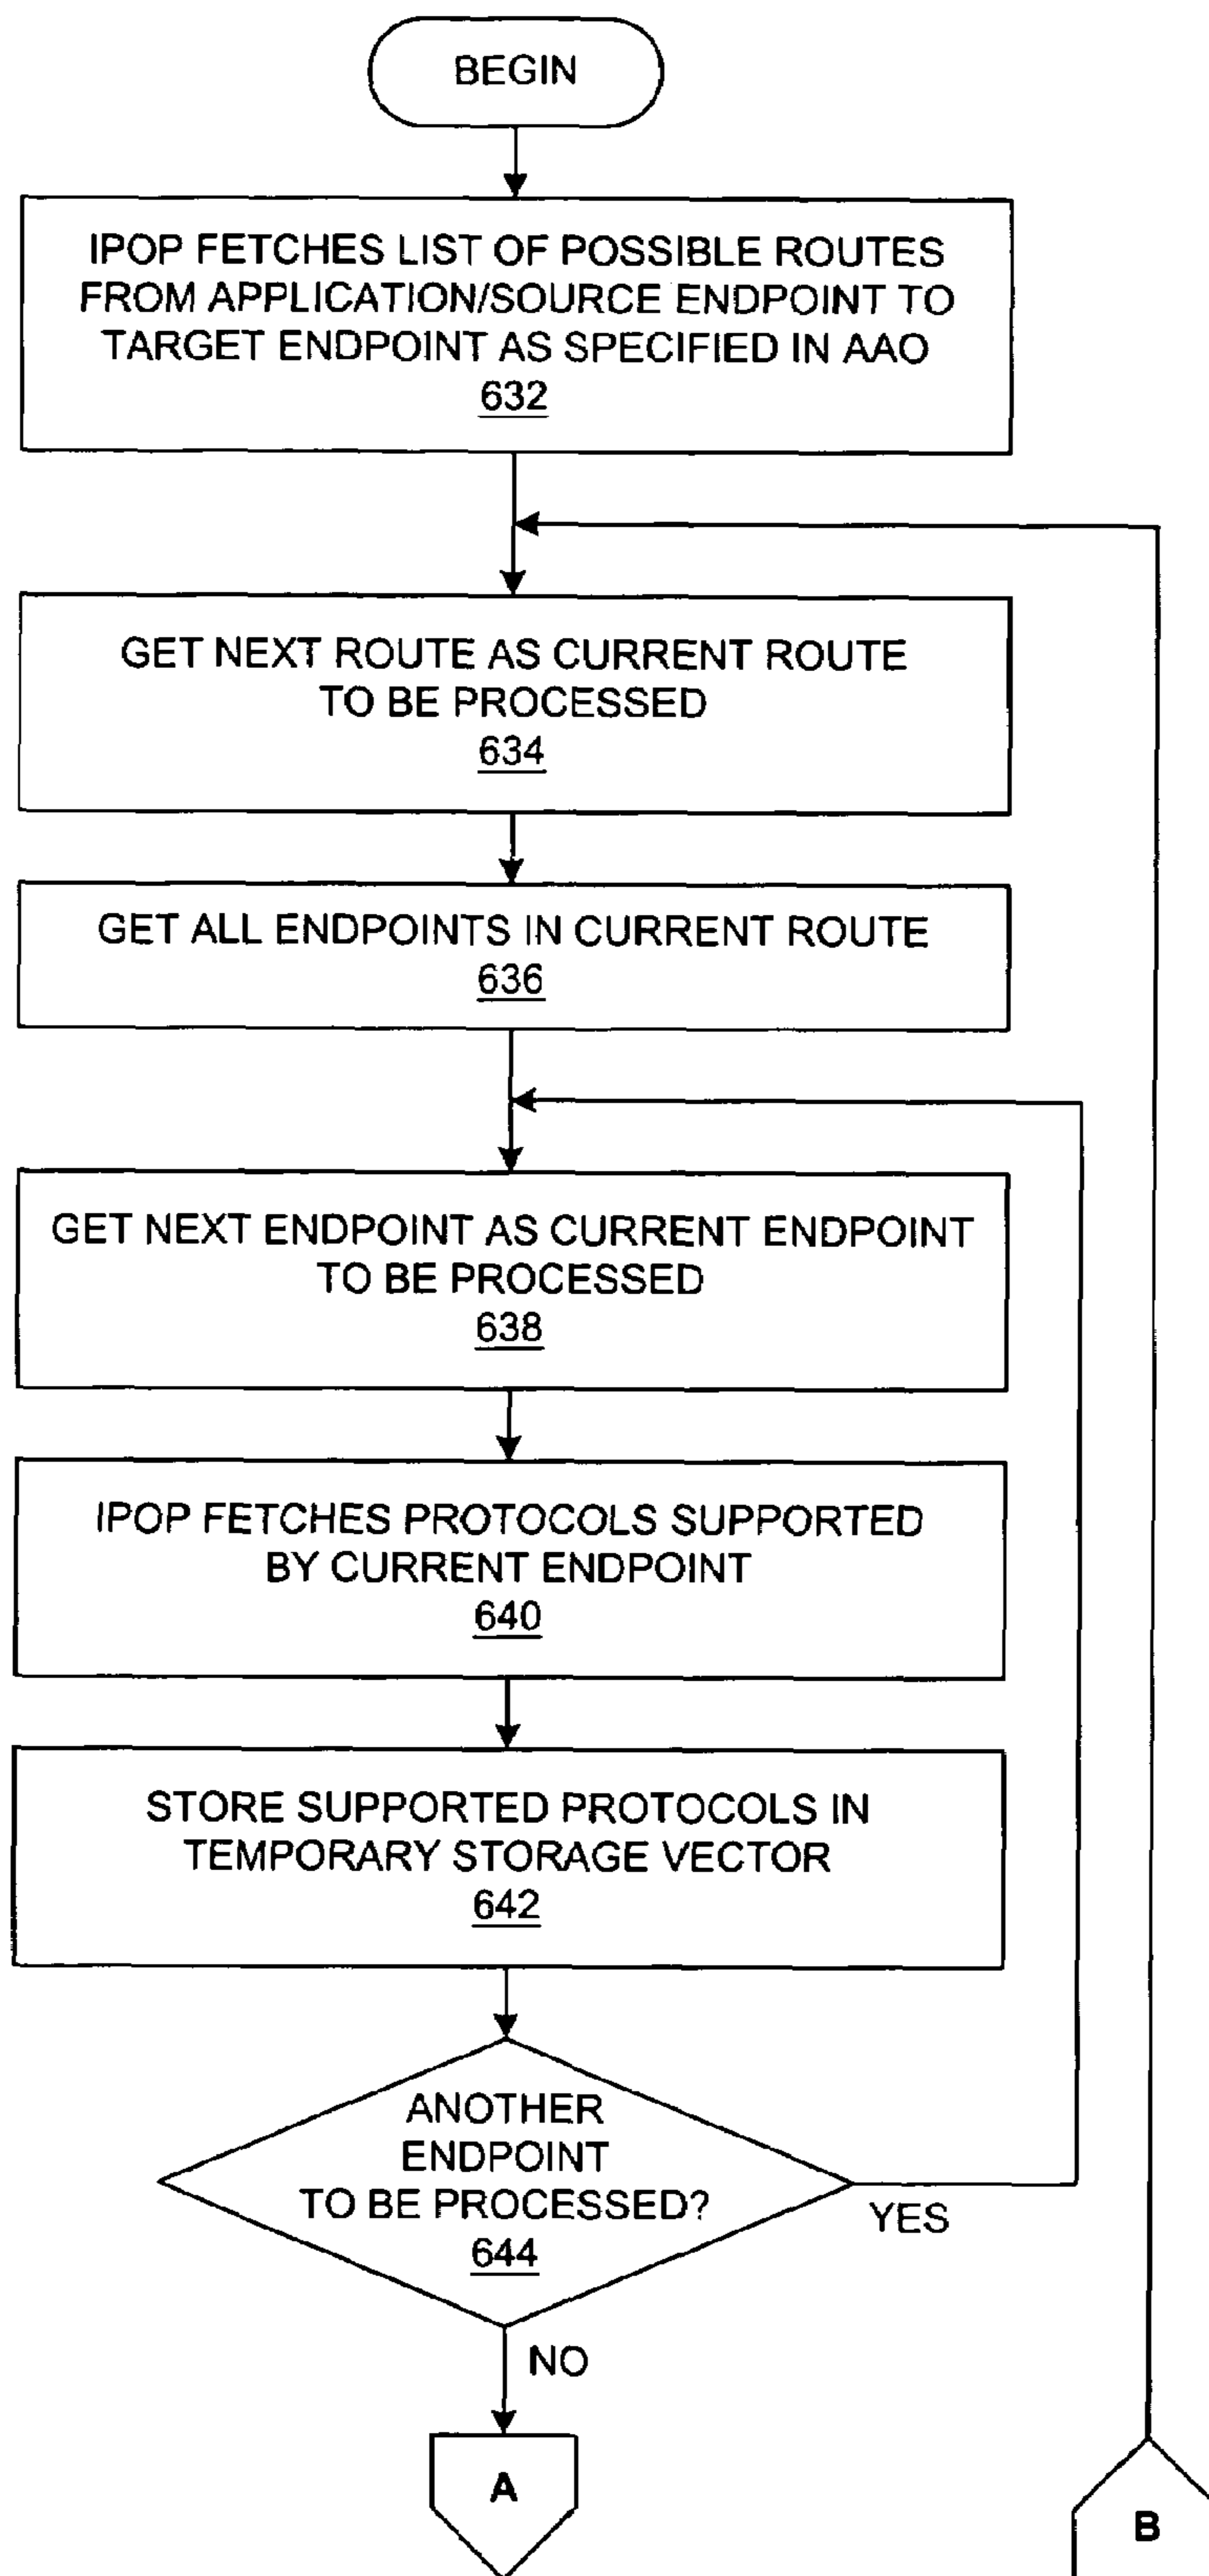 BEGIN
IPOP FETCHES LIST OF POSSIBLE ROUTES
FROM APPLICATION/SOURCE ENDPOINT TO
TARGET ENDPOINT AS SPECIFIED IN AAO
632
GET NEXT ROUTE AS CURRENT ROUTE
TO BE PROCESSED
634
GET ALL ENDPOINTS IN CURRENT ROUTE
636
GET NEXT ENDPOINT AS CURRENT ENDPOINT
TO BE PROCESSED
638
IPOP FETCHES PROTOCOLS SUPPORTED
BY CURRENT ENDPOINT
640
STORE SUPPORTED PROTOCOLS IN
TEMPORARY STORAGE VECTOR
642
ANOTHER
ENDPOINT
TO BE PROCESSED?
644
YES
NO
A
B